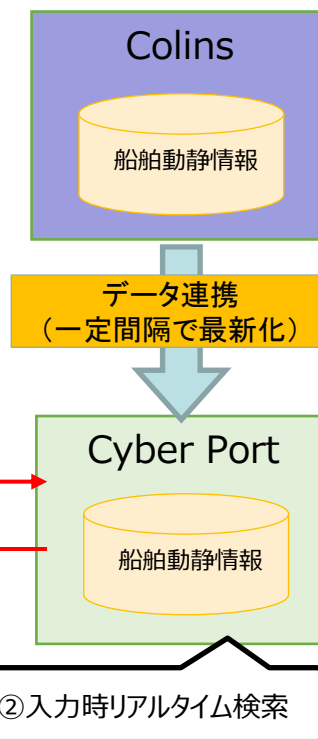 Colins
船舶動静情報
データ連携
（一定間隔で最新化）
Cyber Port
船舶動静情報
②入力時リアルタイム検索